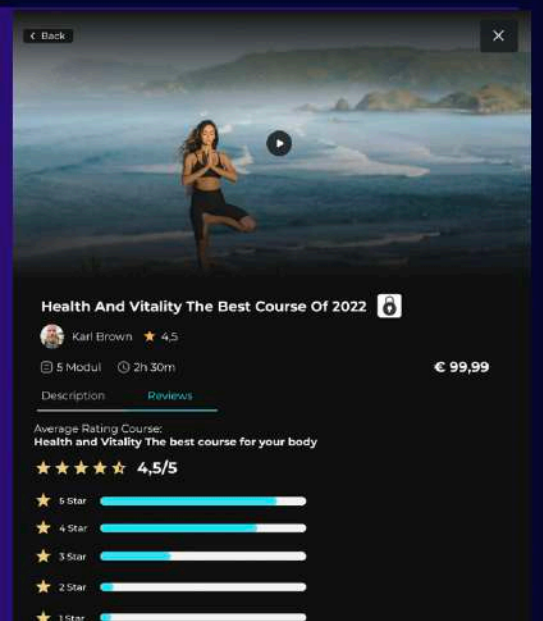 Back
Health And Vitality The Best Course Of 2022
Karl Brown 4,5
5 Modul 2h 30m
€ 99,99
Description Reviews
Average Rating Course:
Health and Vitality The best course for your body
4,5/5
5 Star
4 Star
3 Star
2 Star
1 Star